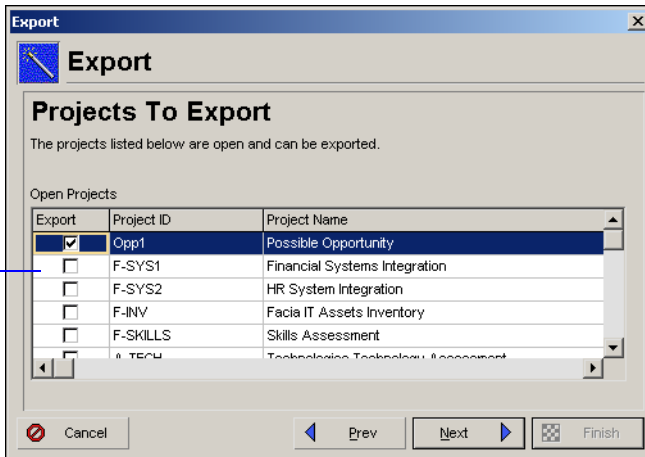 Export
Export
Projects To Export
The projects listed below are open and can be exported.
Open Projects
Export Project ID Project Name
Opp1 Possible Opportunity
F-SYS1 Financial Systems Integration
F-SYS2 HR System Integration
F-INV Facia IT Assets Inventory
F-SKILLS Skills Assessment
Cancel Prev Next Finish